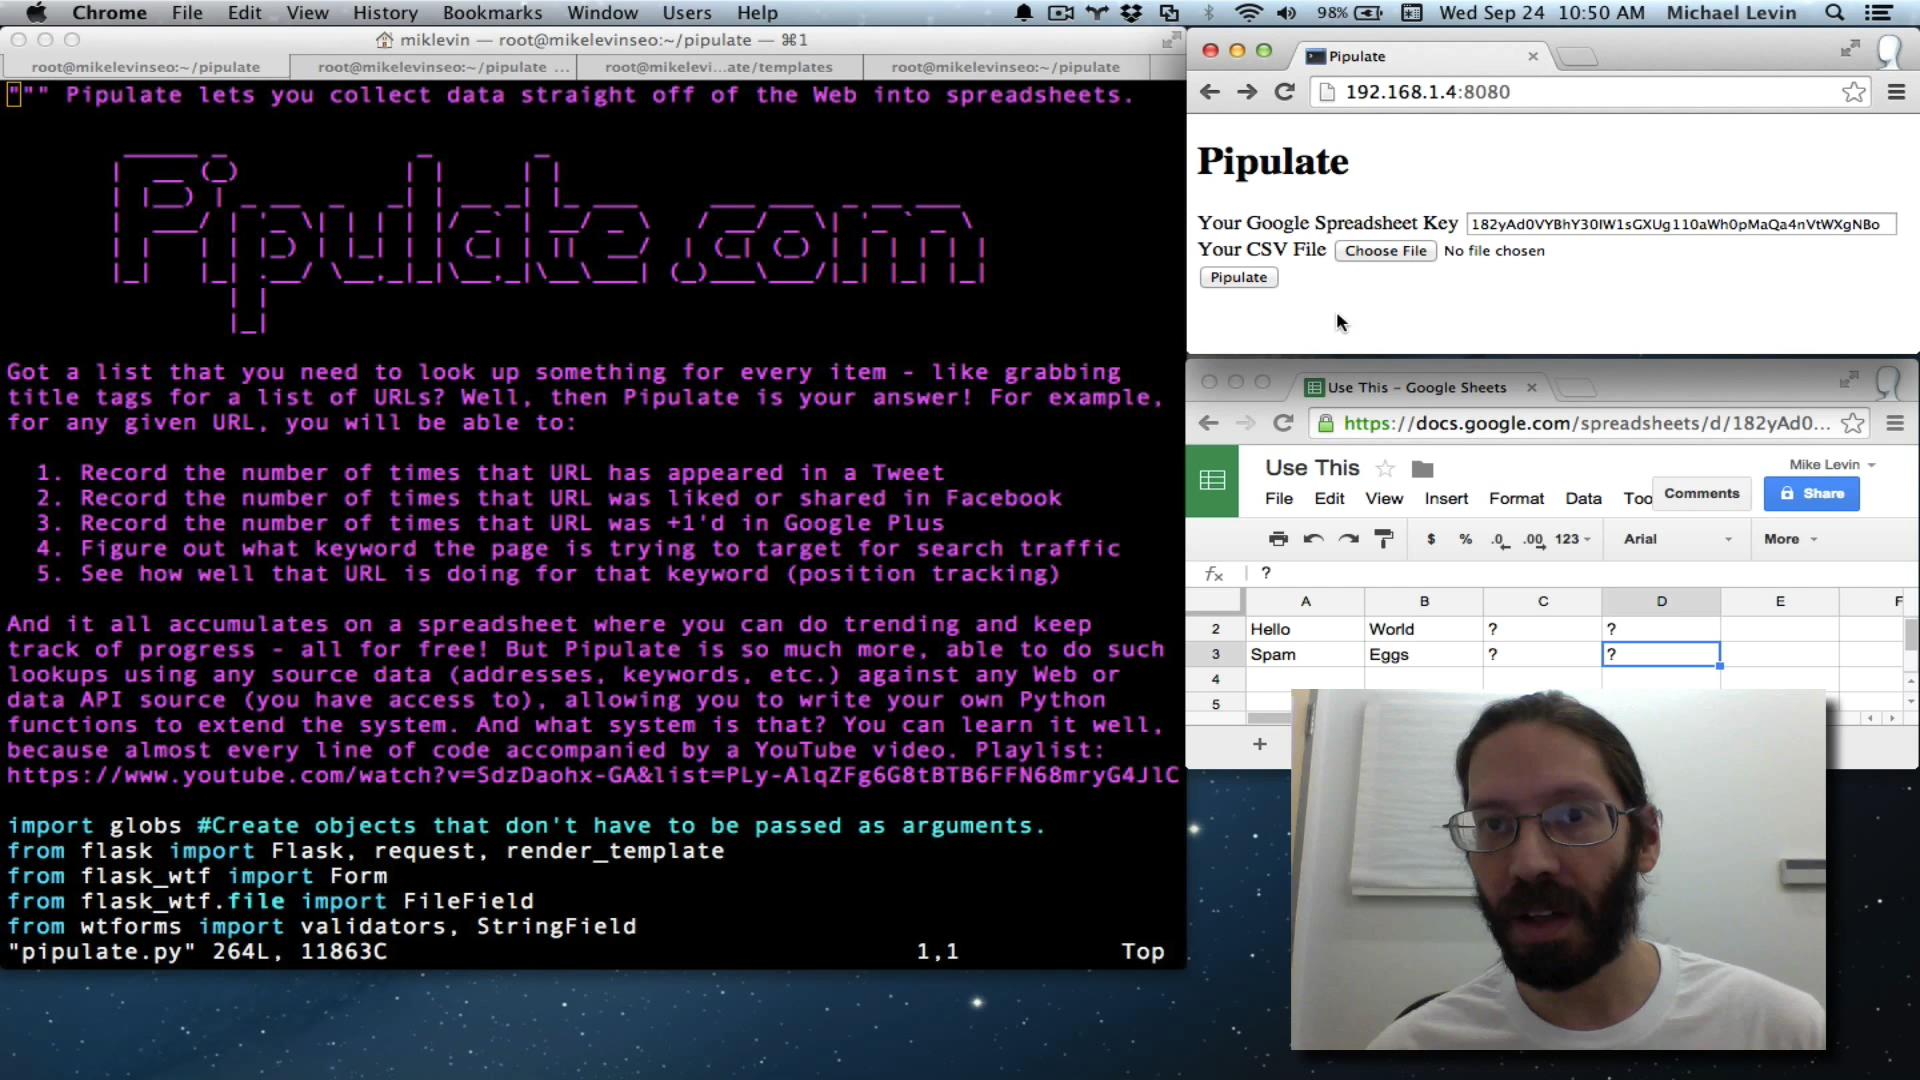 Chrome File Edit View History Bookmarks Window Users Help 98% Wed Sep 24 10:50 AM Michael Levin
miklevin — root@mikelevinseo:~/pipulate — ⌘1
root@mikelevinseo:~/pipulate root@mikelevinseo:~/pipulate ... root@mikelevi...ate/templates root@mikelevinseo:~/pipulate
""" Pipulate lets you collect data straight off of the Web into spreadsheets.
Pipulate.com
Got a list that you need to look up something for every item - like grabbing
title tags for a list of URLs? Well, then Pipulate is your answer! For example,
for any given URL, you will be able to:
1. Record the number of times that URL has appeared in a Tweet
2. Record the number of times that URL was liked or shared in Facebook
3. Record the number of times that URL was +1'd in Google Plus
4. Figure out what keyword the page is trying to target for search traffic
5. See how well that URL is doing for that keyword (position tracking)
And it all accumulates on a spreadsheet where you can do trending and keep
track of progress - all for free! But Pipulate is so much more, able to do such
lookups using any source data (addresses, keywords, etc.) against any Web or
data API source (you have access to), allowing you to write your own Python
functions to extend the system. And what system is that? You can learn it well,
because almost every line of code accompanied by a YouTube video. Playlist:
https://www.youtube.com/watch?v=SdzDaohx-GA&list=PLy-AlqZFg6G8tBTB6FFN68mryG4JlC
import globs #Create objects that don't have to be passed as arguments.
from flask import Flask, request, render_template
from flask_wtf import Form
from flask_wtf.file import FileField
from wtforms import validators, StringField
"pipulate.py" 264L, 11863C 1,1 Top
Pipulate
192.168.1.4:8080
Pipulate
Your Google Spreadsheet Key 182yAd0VYBhY30IW1sGXUg110aWh0pMaQa4nVtWXgNBo
Your CSV File Choose File No file chosen
Pipulate
Use This – Google Sheets
https://docs.google.com/spreadsheets/d/182yAd0...
Use This Mike Levin
File Edit View Insert Format Data Too Comments Share
$ % .0 .00 123 Arial More
fx ?
A B C D E F
2 Hello World ? ?
3 Spam Eggs ? ?
4
5